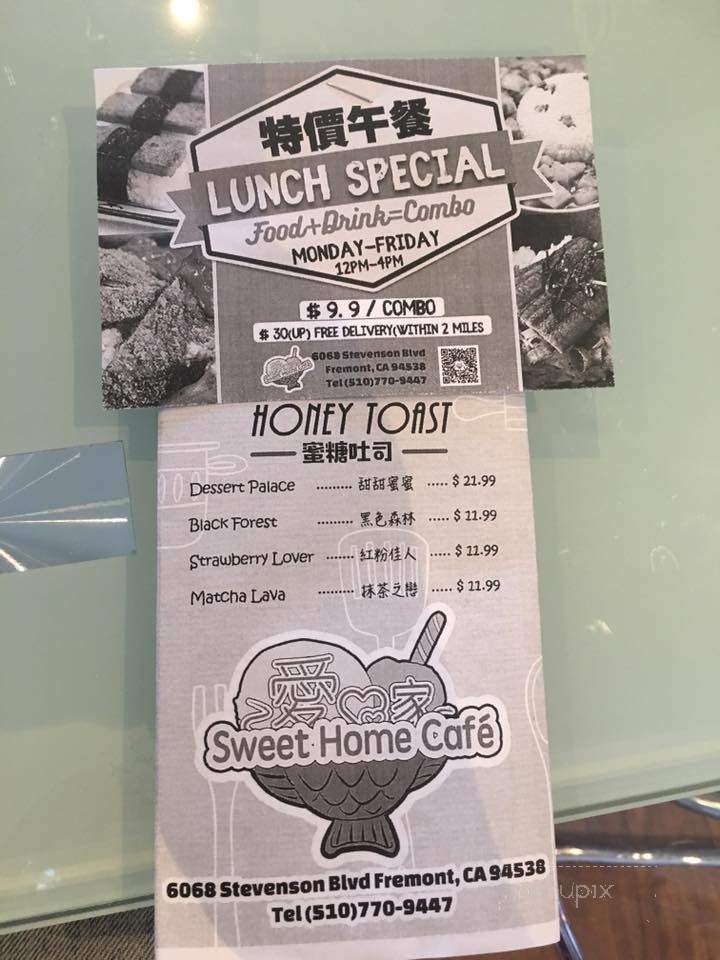 特價午餐
LUNCH SPECIAL
Food+Drink=Combo
MONDAY-FRIDAY
12PM-4PM
$ 9.9 / COMBO
$ 30(UP) FREE DELIVERY(WITHIN 2 MILES
6068 Stevenson Blvd
Fremont, CA 94538
Tel (510)770-9447
HONEY TOAST
蜜糖吐司
Dessert Palace ......... 甜甜蜜蜜 ..... $ 21.99
Black Forest ......... 黑色森林 ..... $ 11.99
Strawberry Lover ....... 紅粉佳人 ..... $ 11.99
Matcha Lava ......... 抹茶之戀 ..... $ 11.99
愛 家
Sweet Home Café
6068 Stevenson Blvd Fremont, CA 94538
Tel (510)770-9447